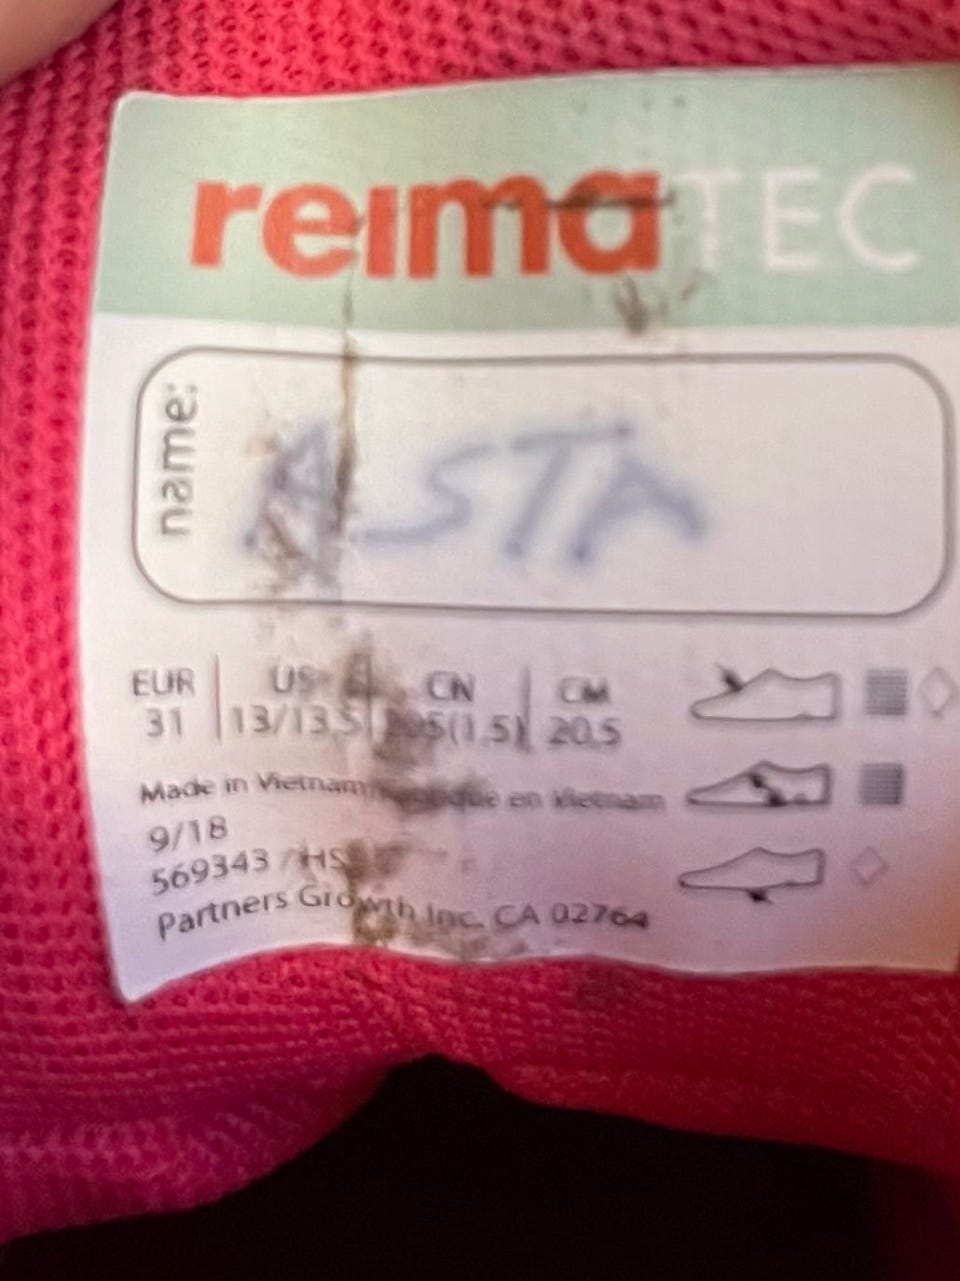 reimaTEC
name:
ASTA
EUR US CN CM
31 13/13,5 (1.5) 20.5
Made in Vietnam en Vietnam
9/18
569343 / HS
Partners Growth Inc. CA 02764